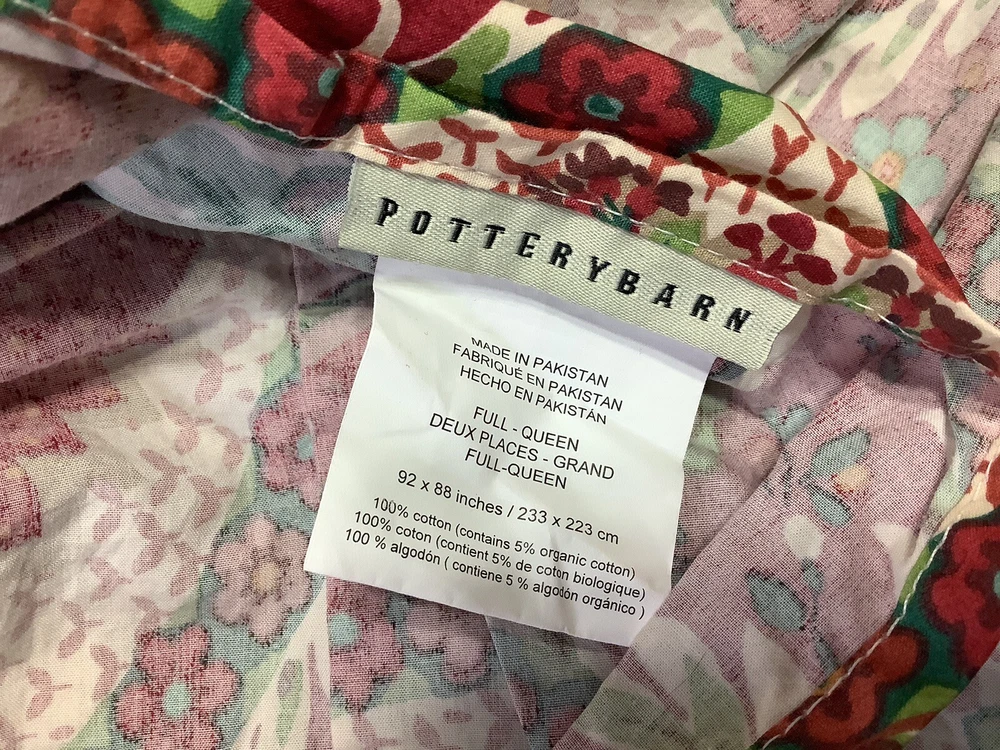 POTTERYBARN
MADE IN PAKISTAN
FABRIQUÉ EN PAKISTAN
HECHO EN PAKISTÁN
FULL - QUEEN
DEUX PLACES - GRAND
FULL-QUEEN
92 x 88 inches / 233 x 223 cm
100% cotton (contains 5% organic cotton)
100% coton (contient 5% de coton biologique)
100 % algodón ( contiene 5 % algodón orgánico )